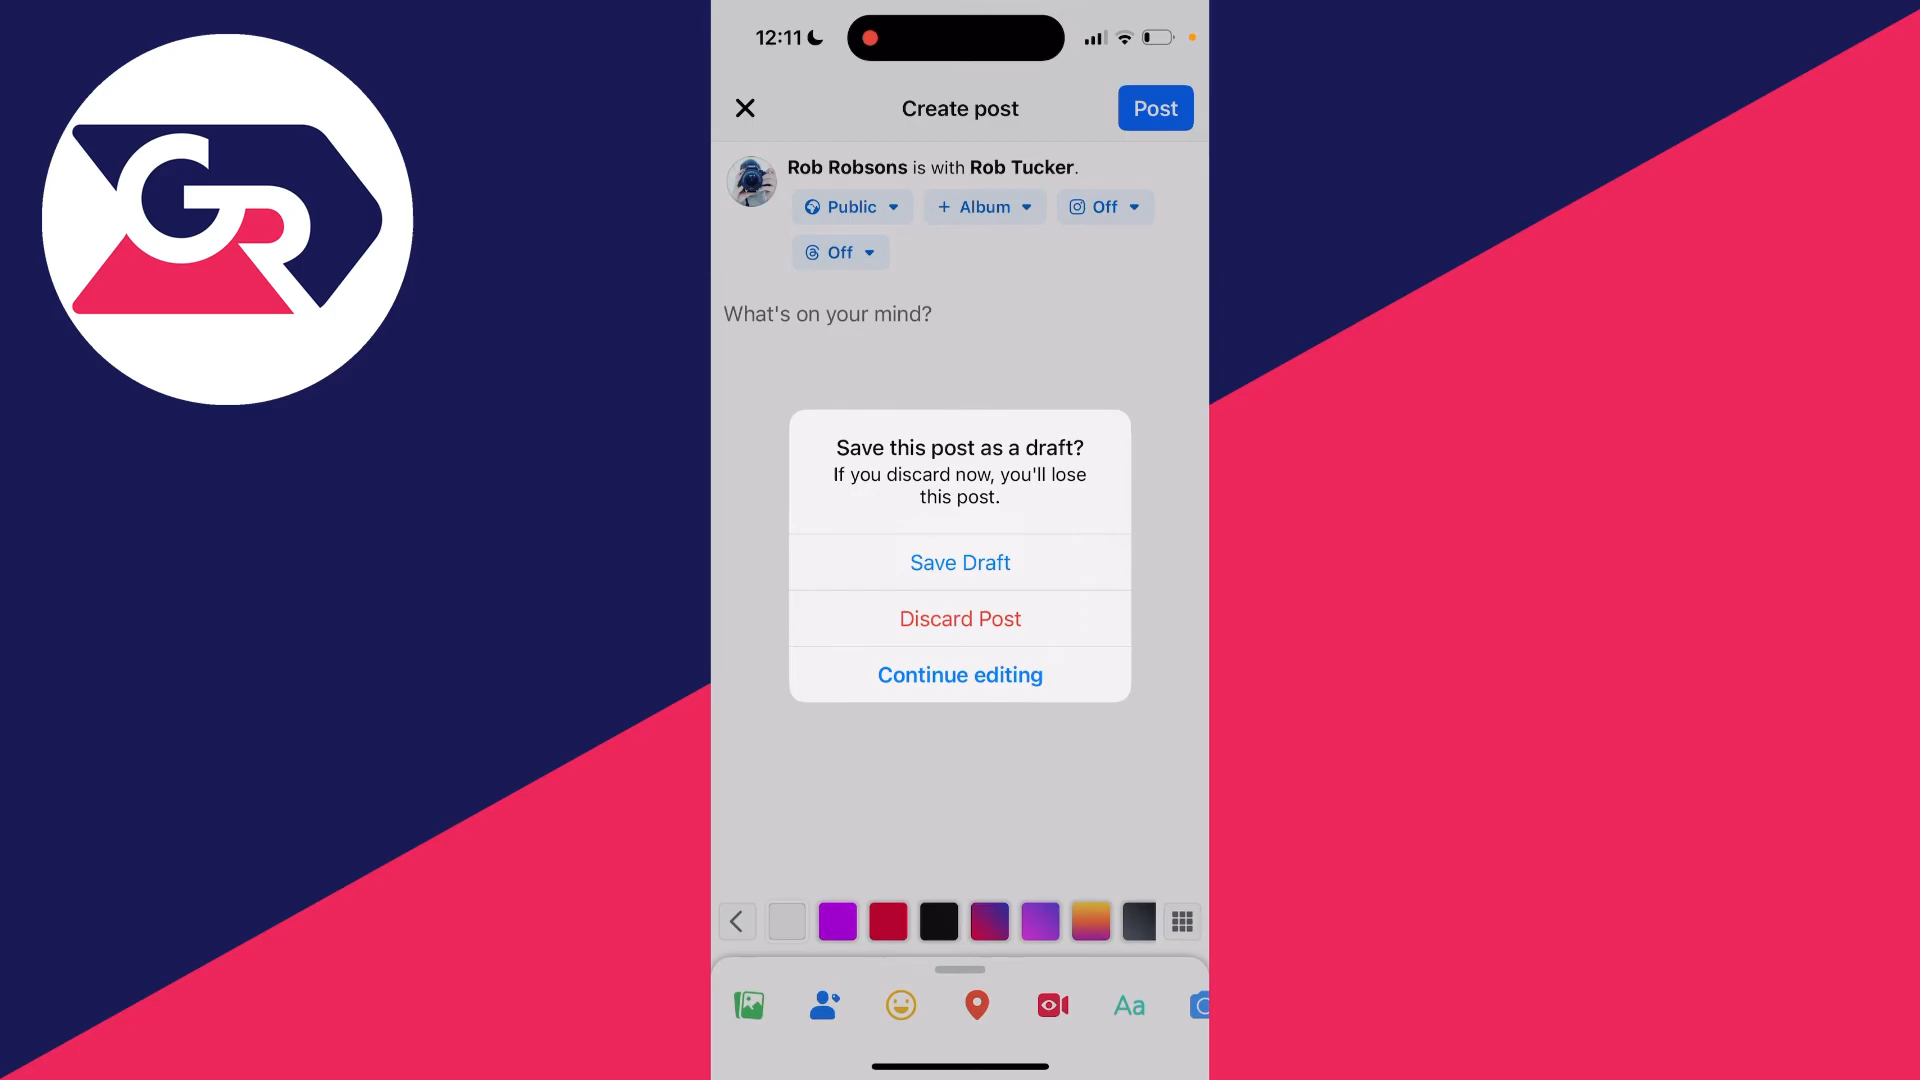 GR
12:11
Create post
Post
Rob Robsons is with Rob Tucker.
Public
+ Album
Off
Off
What's on your mind?
Save this post as a draft?
If you discard now, you'll lose
this post.
Save Draft
Discard Post
Continue editing
Aa